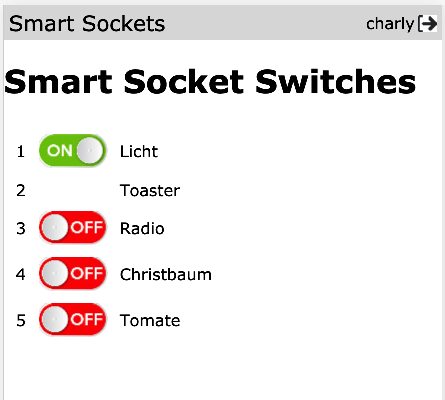 Smart Sockets charly
Smart Socket Switches
1 ON Licht
2 Toaster
3 OFF Radio
4 OFF Christbaum
5 OFF Tomate